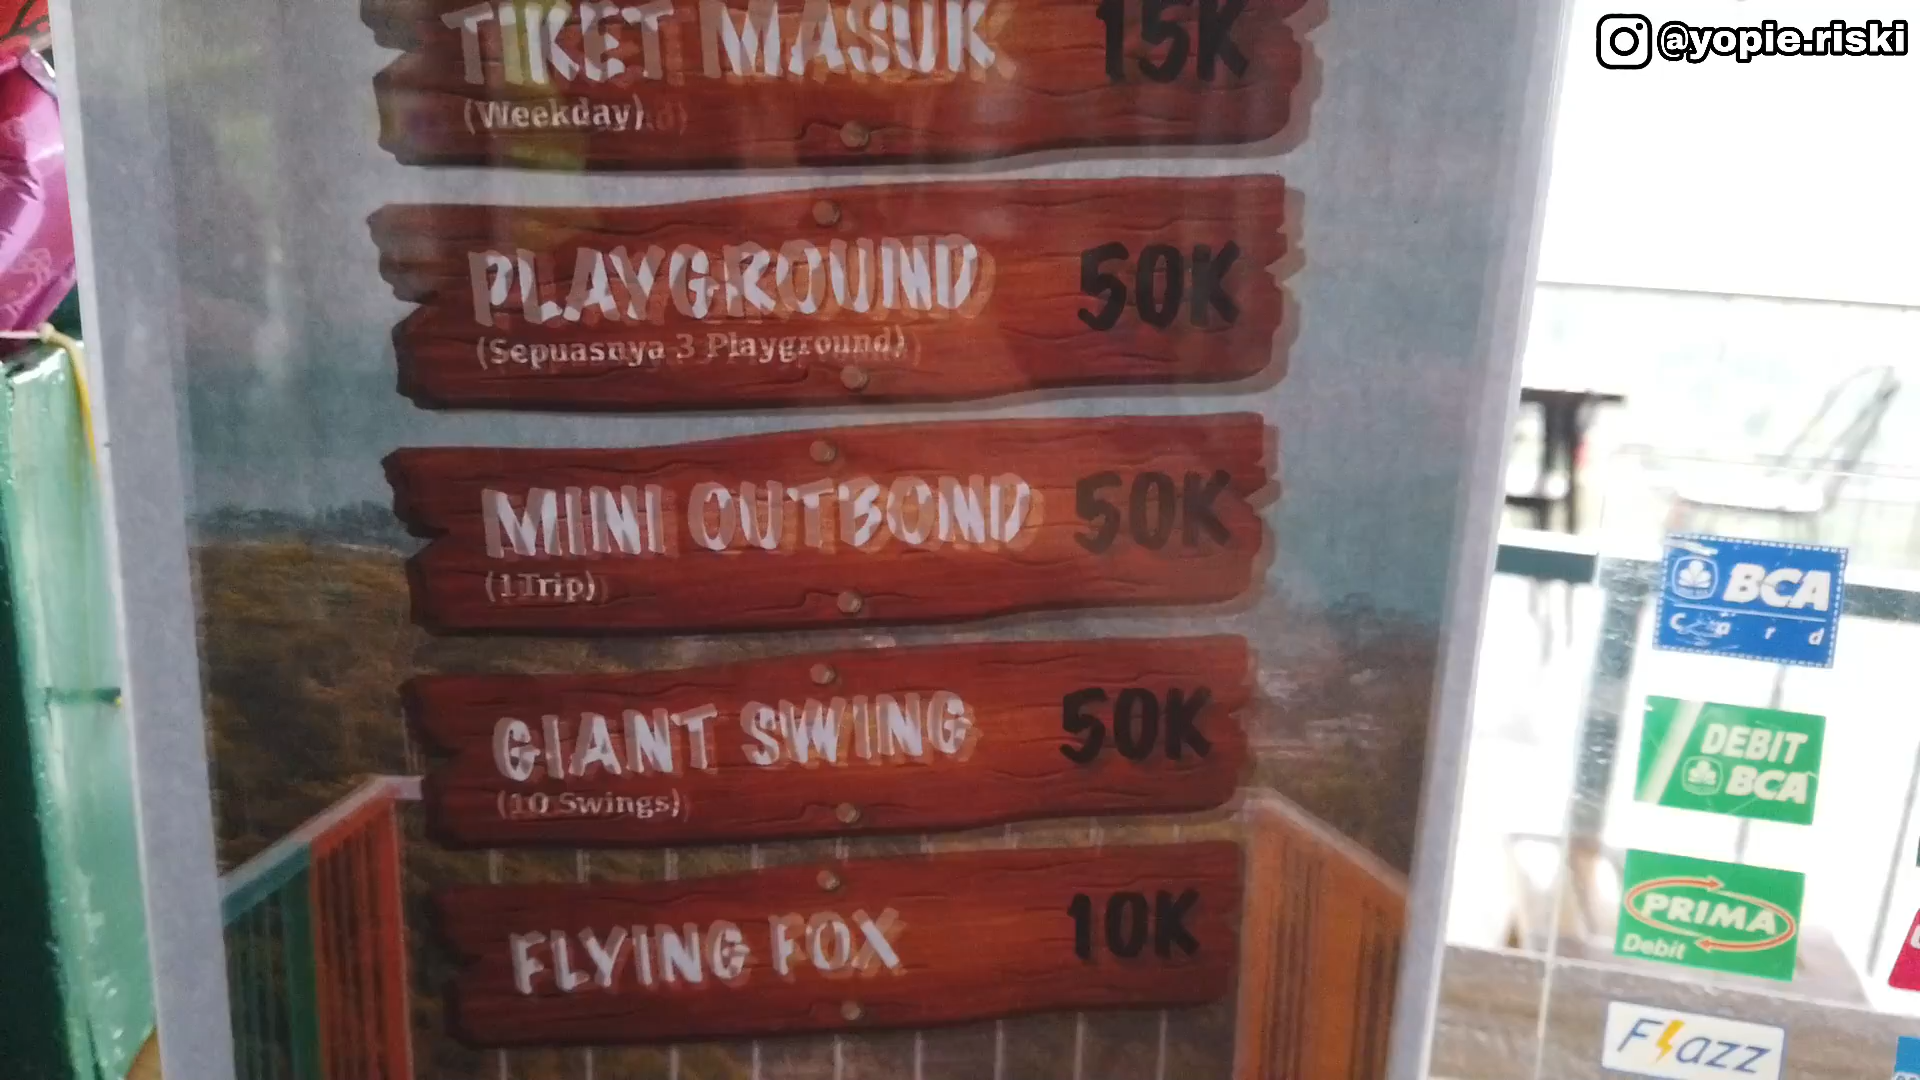 @yopie.riski
TIKET MASUK 15K
(Weekday)
PLAYGROUND 50K
(Sepuasnya 3 Playground)
MINI OUTBOND 50K
(1 Trip)
GIANT SWING 50K
(10 Swings)
FLYING FOX 10K
BCA
Card
DEBIT
BCA
PRIMA
Debit
Flazz